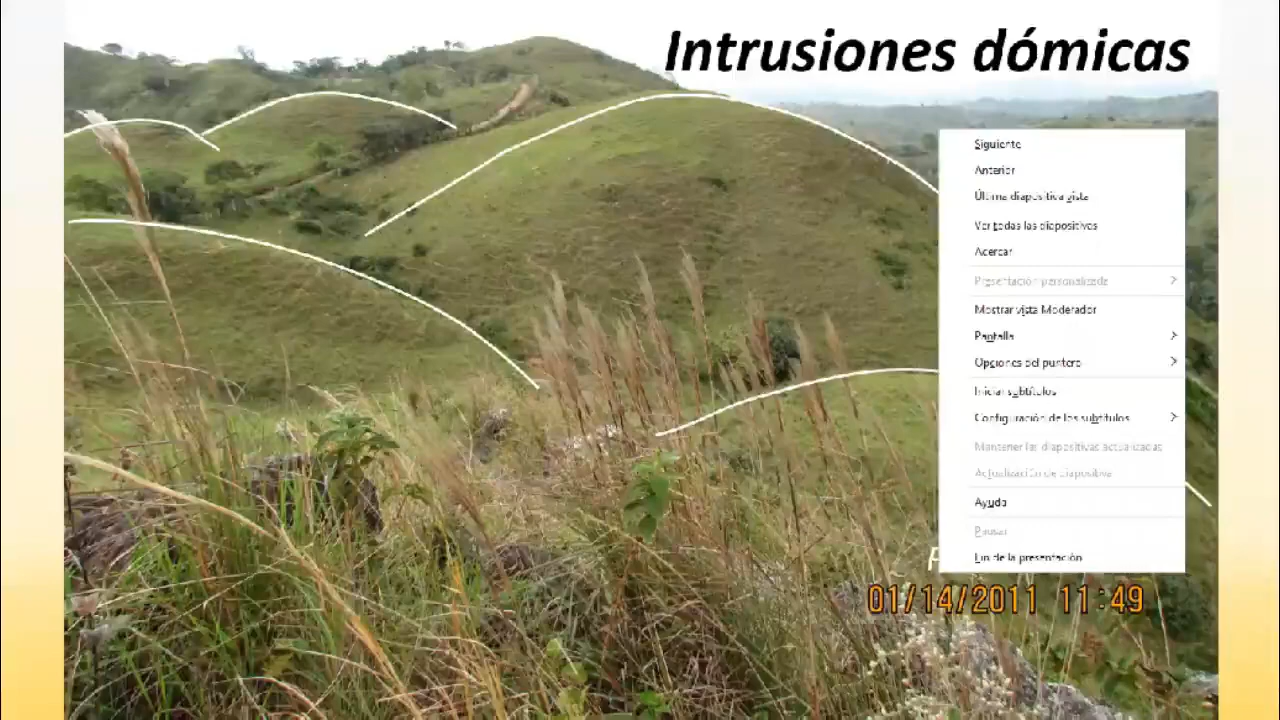 Intrusiones dómicas
Siguiente
Anterior
Última diapositiva vista
Ver todas las diapositivas
Acercar
Presentación personalizada
Mostrar vista Moderador
Pantalla
Opciones del puntero
Iniciar subtítulos
Configuración de los subtítulos
Mantener las diapositivas actualizadas
Actualización de diapositiva
Ayuda
Pausar
Fin de la presentación
01/14/2011 11:49